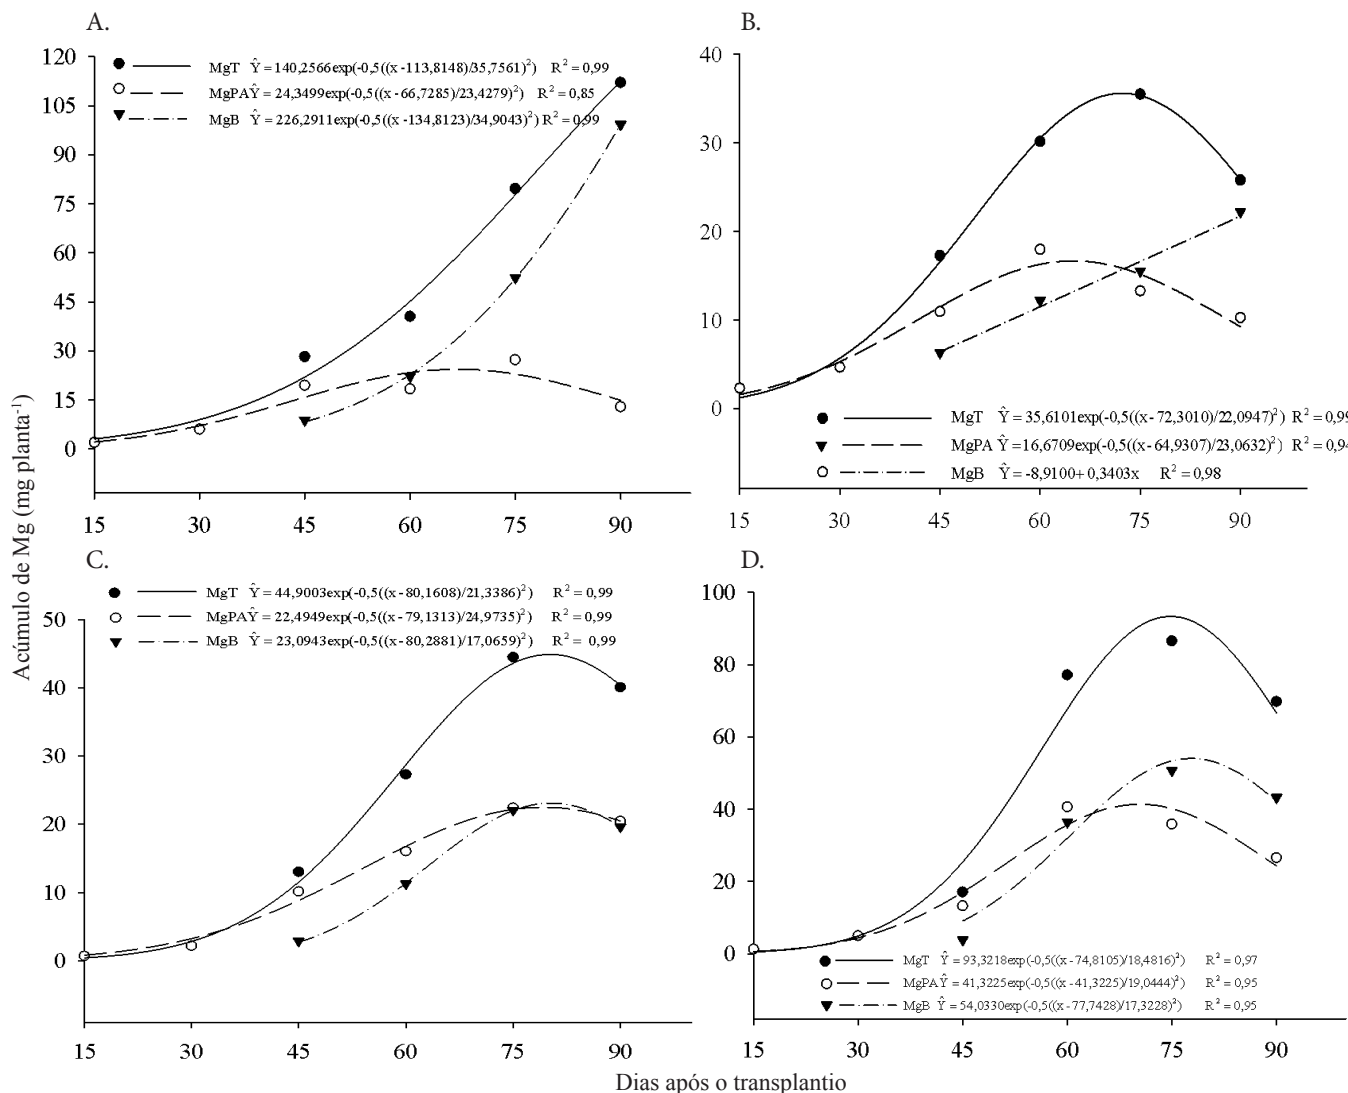 A.
MgT Ŷ = 140,2566exp(-0,5((x -113,8148)/35,7561)²) R² = 0,99
MgPA Ŷ = 24,3499exp(-0,5((x - 66,7285)/23,4279)²) R² = 0,85
MgB Ŷ = 226,2911exp(-0,5((x -134,8123)/34,9043)²) R² = 0,99
120
105
90
75
60
45
30
15
0
15 30 45 60 75 90
B.
40
30
20
10
0
MgT Ŷ = 35,6101exp(-0,5((x - 72,3010)/22,0947)²) R² = 0,99
MgPA Ŷ = 16,6709exp(-0,5((x - 64,9307)/23,0632)²) R² = 0,94
MgB Ŷ = -8,9100+ 0,3403x R² = 0,98
15 30 45 60 75 90
Acúmulo de Mg (mg planta⁻¹)
C.
MgT Ŷ = 44,9003exp(-0,5((x - 80,1608)/21,3386)²) R² = 0,99
MgPA Ŷ = 22,4949exp(-0,5((x - 79,1313)/24,9735)²) R² = 0,99
MgB Ŷ = 23,0943exp(-0,5((x - 80,2881)/17,0659)²) R² = 0,99
50
40
30
20
10
0
15 30 45 60 75 90
D.
100
80
60
40
20
0
MgT Ŷ = 93,3218exp(-0,5((x - 74,8105)/18,4816)²) R² = 0,97
MgPA Ŷ = 41,3225exp(-0,5((x - 41,3225)/19,0444)²) R² = 0,95
MgB Ŷ = 54,0330exp(-0,5((x - 77,7428)/17,3228)²) R² = 0,95
15 30 45 60 75 90
Dias após o transplantio